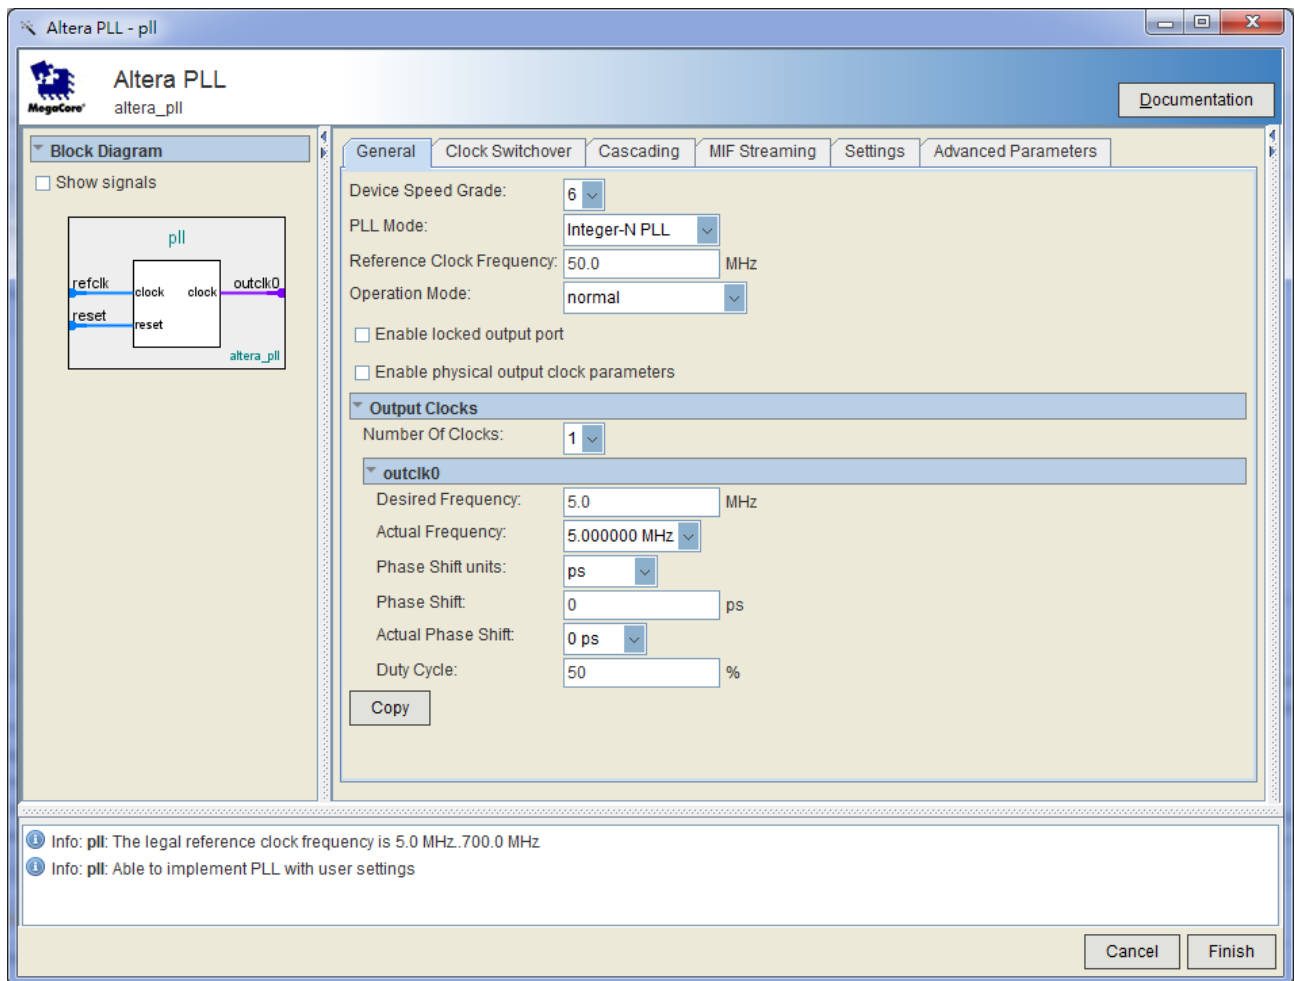 Altera PLL - pll
MegaCore®
Altera PLL
altera_pll
Documentation
Block Diagram
Show signals
pll
refclk
clock
clock
outclk0
reset
reset
altera_pll
General
Clock Switchover
Cascading
MIF Streaming
Settings
Advanced Parameters
Device Speed Grade: 6
PLL Mode: Integer-N PLL
Reference Clock Frequency: 50.0 MHz
Operation Mode: normal
Enable locked output port
Enable physical output clock parameters
Output Clocks
Number Of Clocks: 1
outclk0
Desired Frequency: 5.0 MHz
Actual Frequency: 5.000000 MHz
Phase Shift units: ps
Phase Shift: 0 ps
Actual Phase Shift: 0 ps
Duty Cycle: 50 %
Copy
Info: pll: The legal reference clock frequency is 5.0 MHz..700.0 MHz
Info: pll: Able to implement PLL with user settings
Cancel
Finish